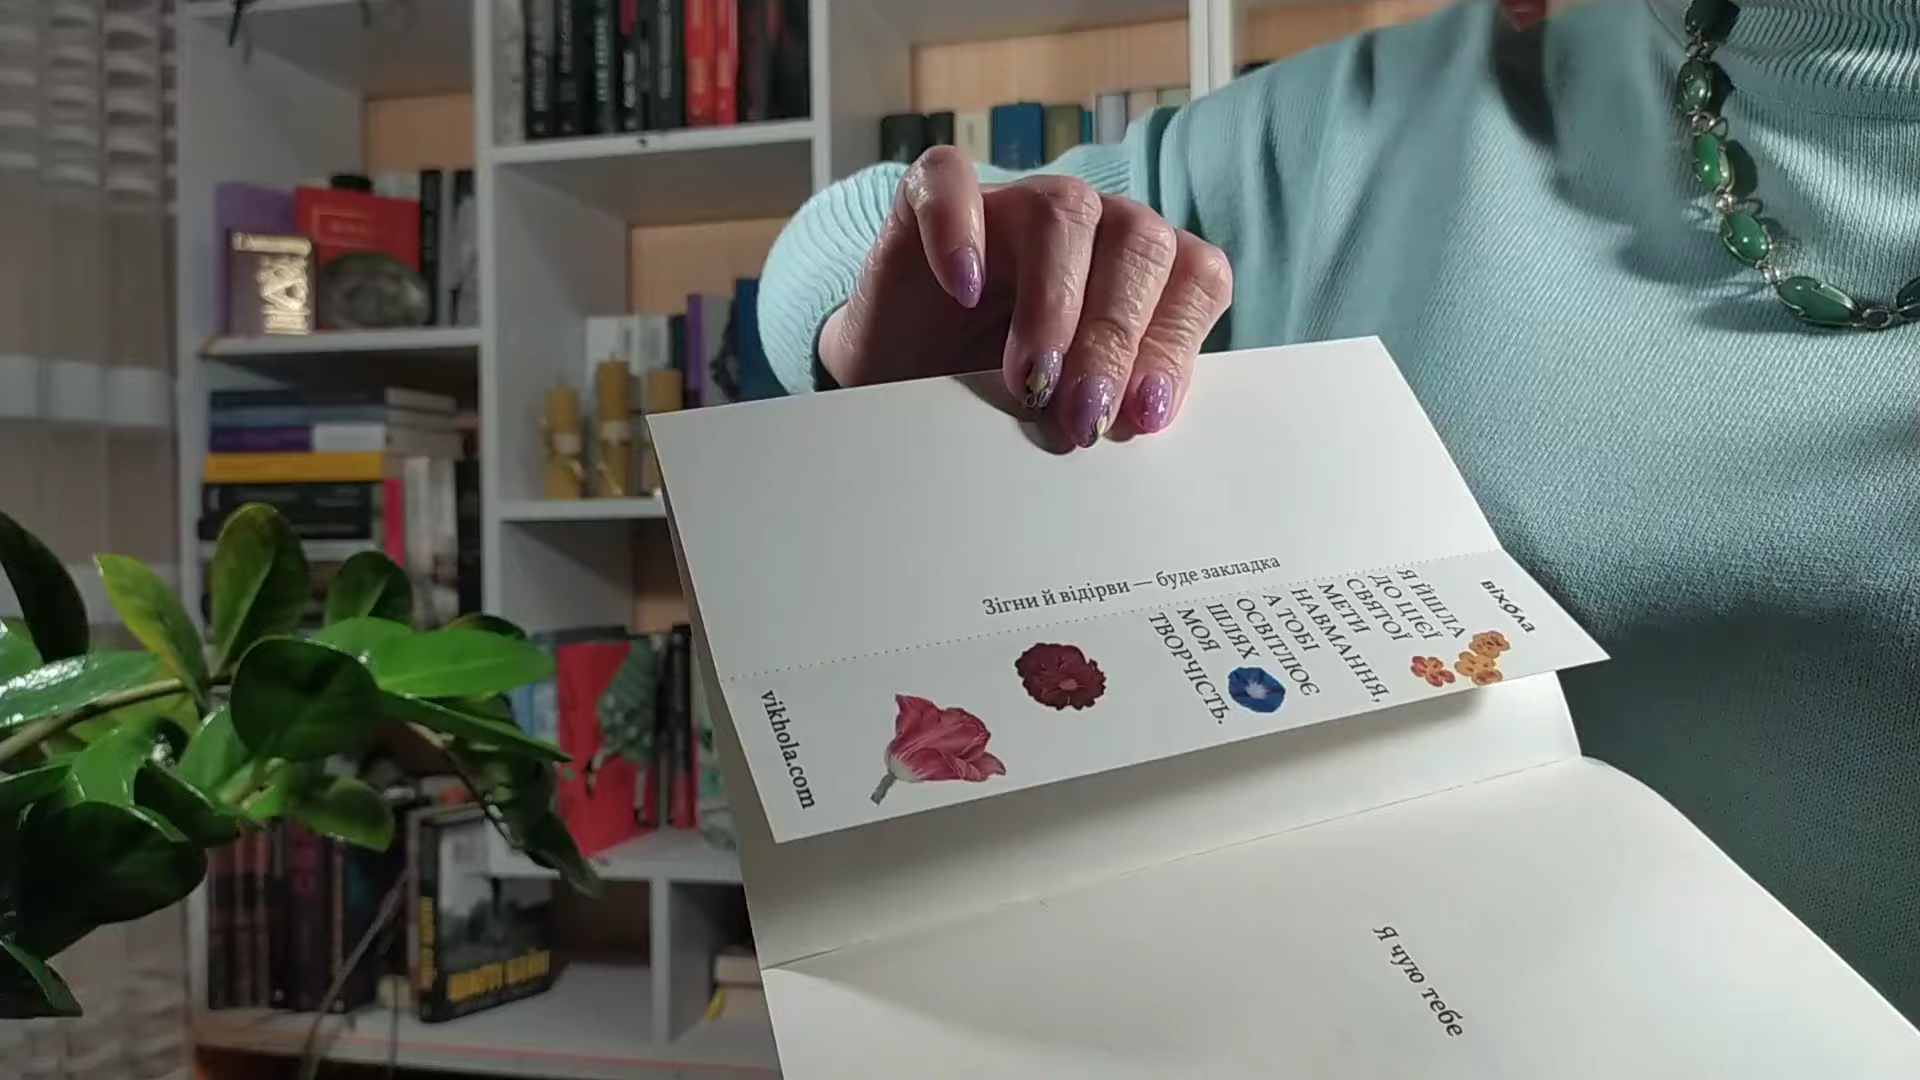 Зігни й відірви — буде закладка
віхола
Я ЙШЛА
ДО ЦІЄЇ
СВЯТОЇ
МЕТИ
НАВМАННЯ,
А ТОБІ
ОСВІТЛЮЄ
ШЛЯХ
МОЯ
ТВОРЧІСТЬ.
vikhola.com
Я чую тебе